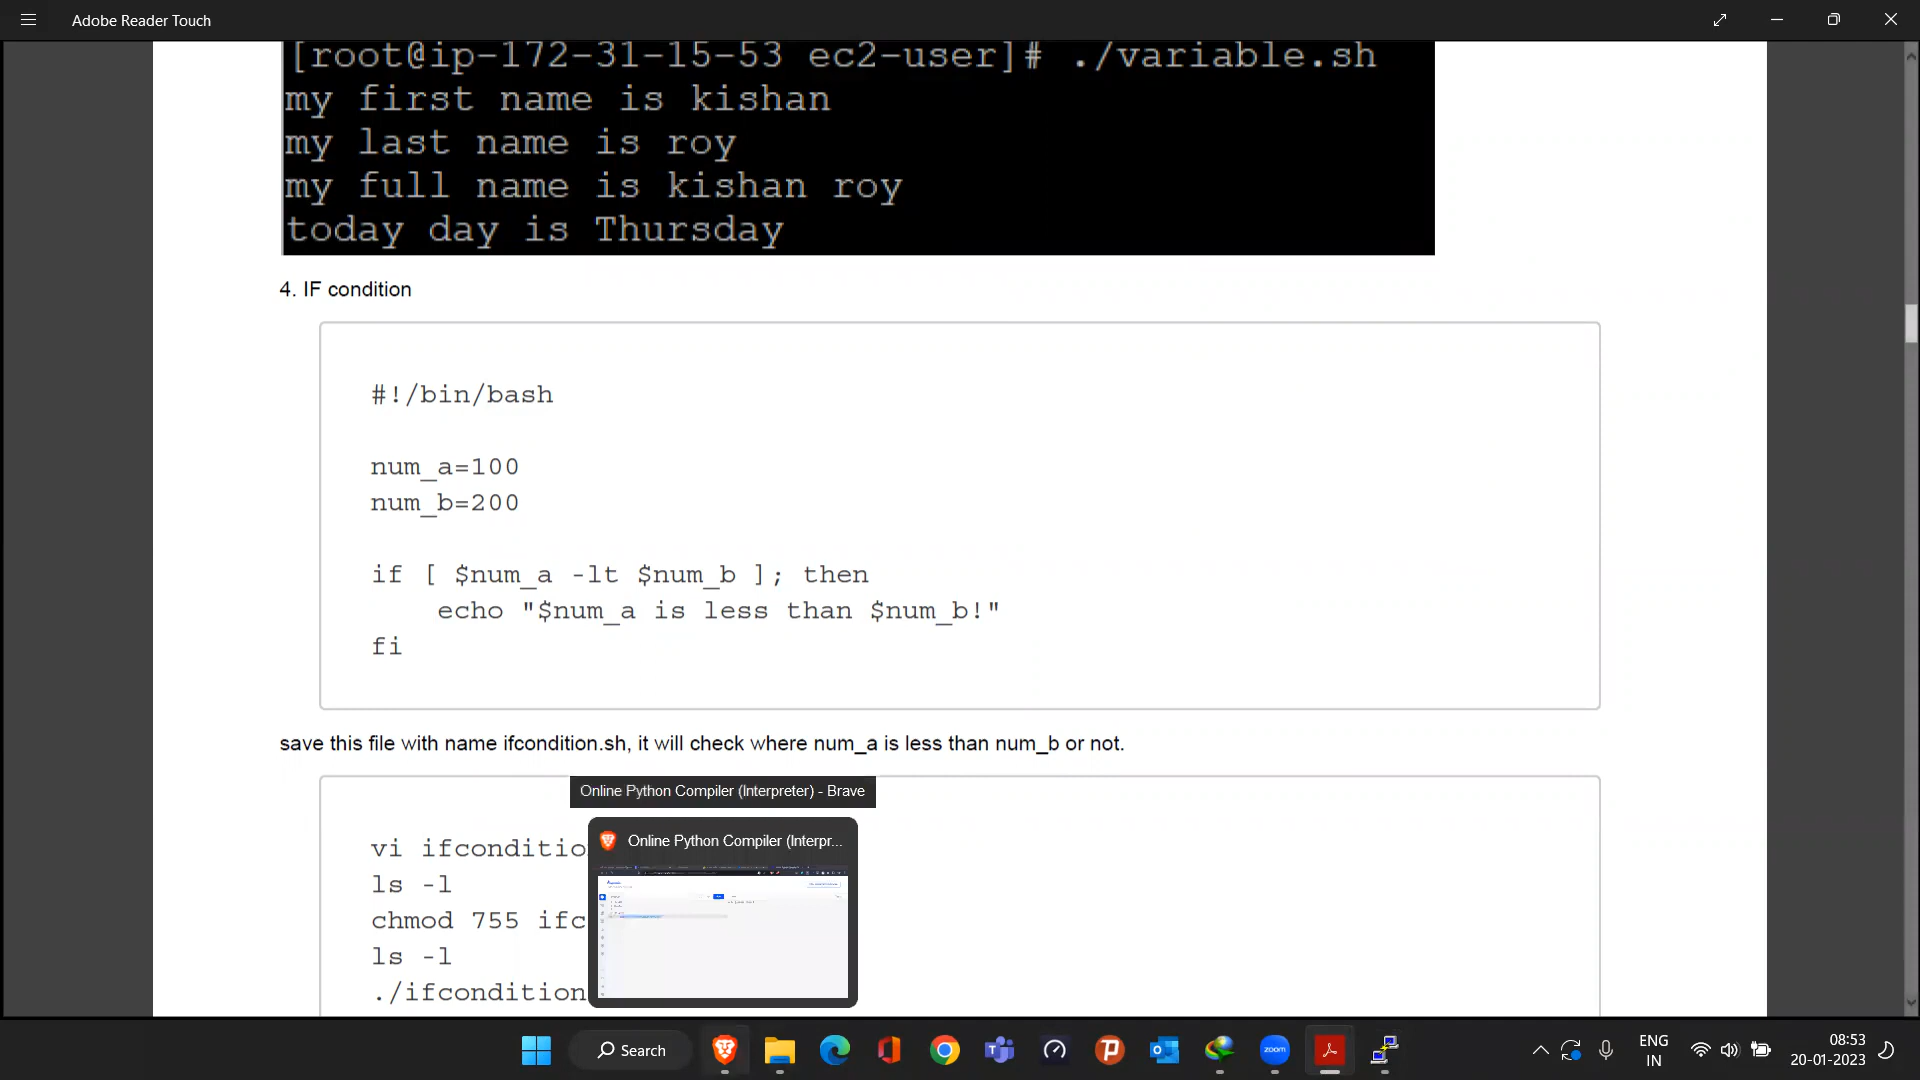 Adobe Reader Touch
[root@ip-172-31-15-53 ec2-user]# ./variable.sh
my first name is kishan
my last name is roy
my full name is kishan roy
today day is Thursday
4. IF condition
#!/bin/bash
num_a=100
num_b=200
if [ $num_a -lt $num_b ]; then
echo "$num_a is less than $num_b!"
fi
save this file with name ifcondition.sh, it will check where num_a is less than num_b or not.
Online Python Compiler (Interpreter) - Brave
Online Python Compiler (Interpr...
vi ifconditio
ls -l
chmod 755 ifc
ls -l
./ifcondition
Search
zoom
ENG
IN
08:53
20-01-2023